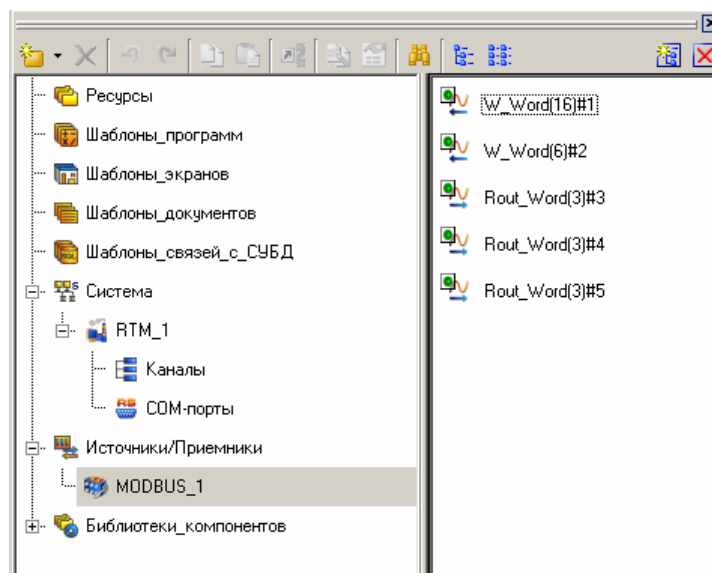 Ресурсы
Шаблоны_программ
Шаблоны_экранов
Шаблоны_документов
Шаблоны_связей_с_СУБД
Система
RTM_1
Каналы
COM-порты
Источники/Приемники
MODBUS_1
Библиотеки_компонентов
W_Word(16)#1
W_Word(6)#2
Rout_Word(3)#3
Rout_Word(3)#4
Rout_Word(3)#5